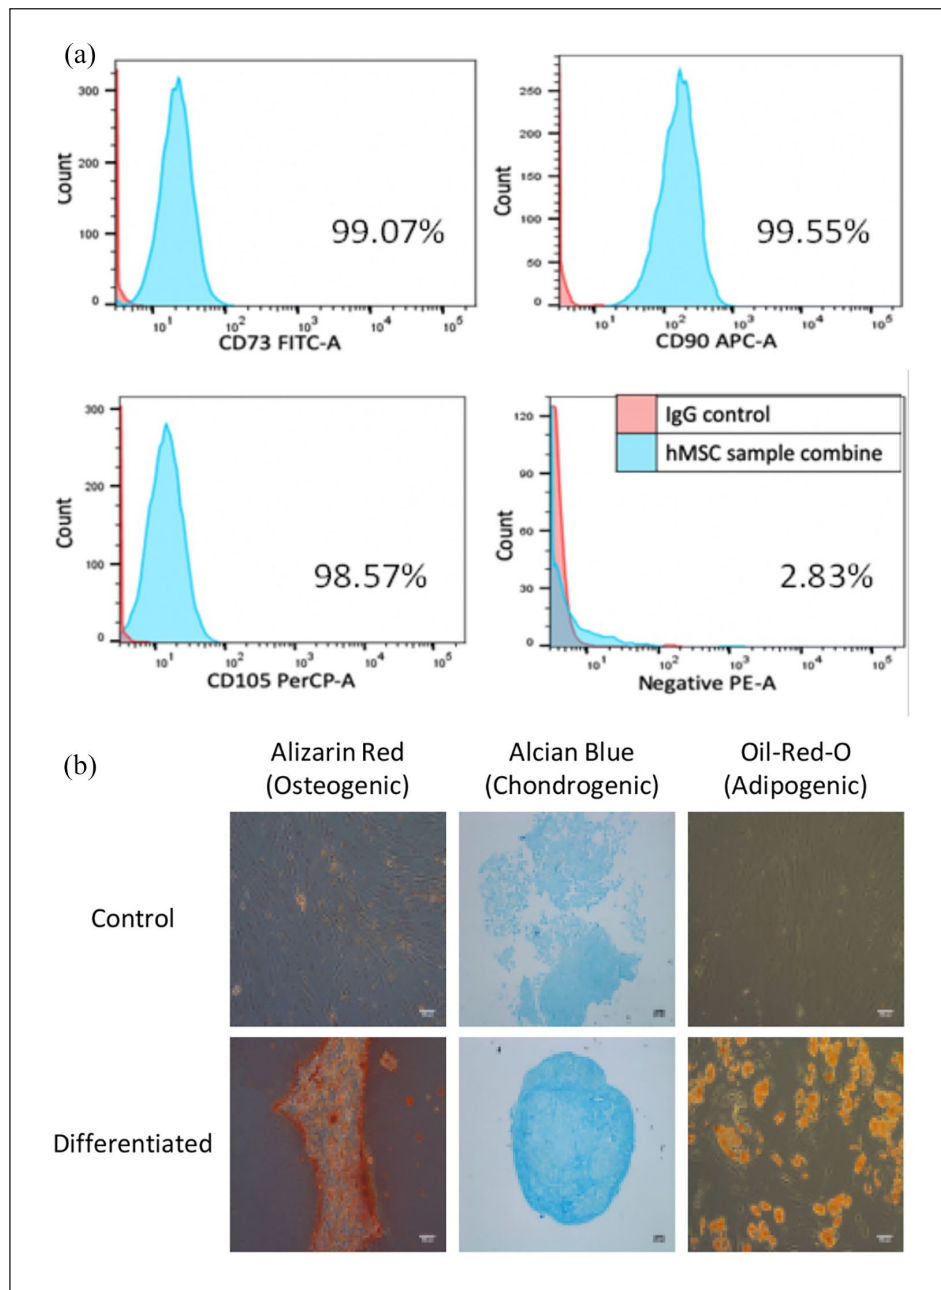 (a)
300
200
100
0
Count
99.07%
10¹ 10² 10³ 10⁴ 10⁵
CD73 FITC-A
250
200
150
100
50
0
Count
99.55%
10¹ 10² 10³ 10⁴ 10⁵
CD90 APC-A
300
200
100
0
Count
98.57%
10¹ 10² 10³ 10⁴ 10⁵
CD105 PerCP-A
120
90
60
30
0
Count
IgG control
hMSC sample combine
2.83%
10¹ 10² 10³ 10⁴ 10⁵
Negative PE-A
(b)
Alizarin Red
(Osteogenic)
Alcian Blue
(Chondrogenic)
Oil-Red-O
(Adipogenic)
Control
Differentiated